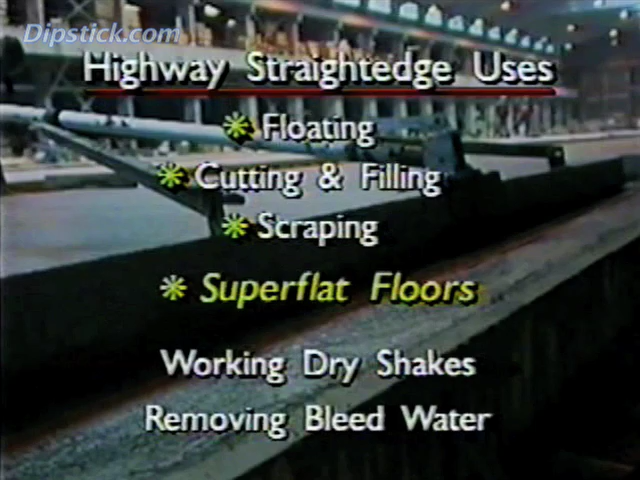 Dipstick.com
Highway Straightedge Uses
* Floating
* Cutting & Filling
* Scraping
* Superflat Floors
Working Dry Shakes
Removing Bleed Water